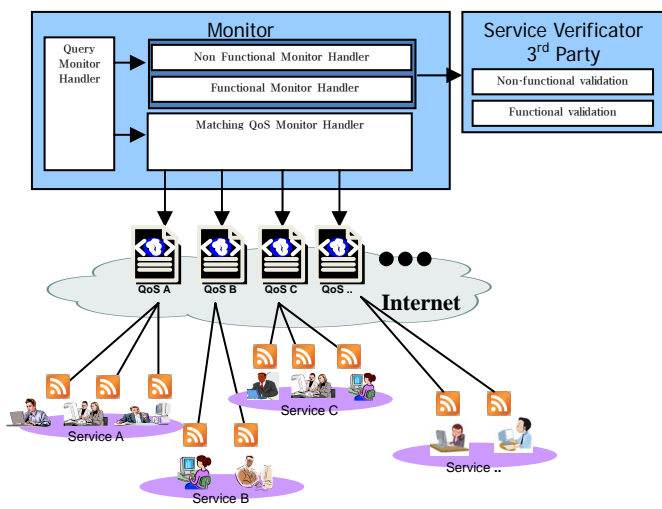 Monitor
Query
Monitor
Handler
Non Functional Monitor Handler
Functional Monitor Handler
Matching QoS Monitor Handler
Service Verificator
3rd Party
Non-functional validation
Functional validation
QoS A
QoS B
QoS C
QoS ..
Internet
Service A
Service B
Service C
Service ..